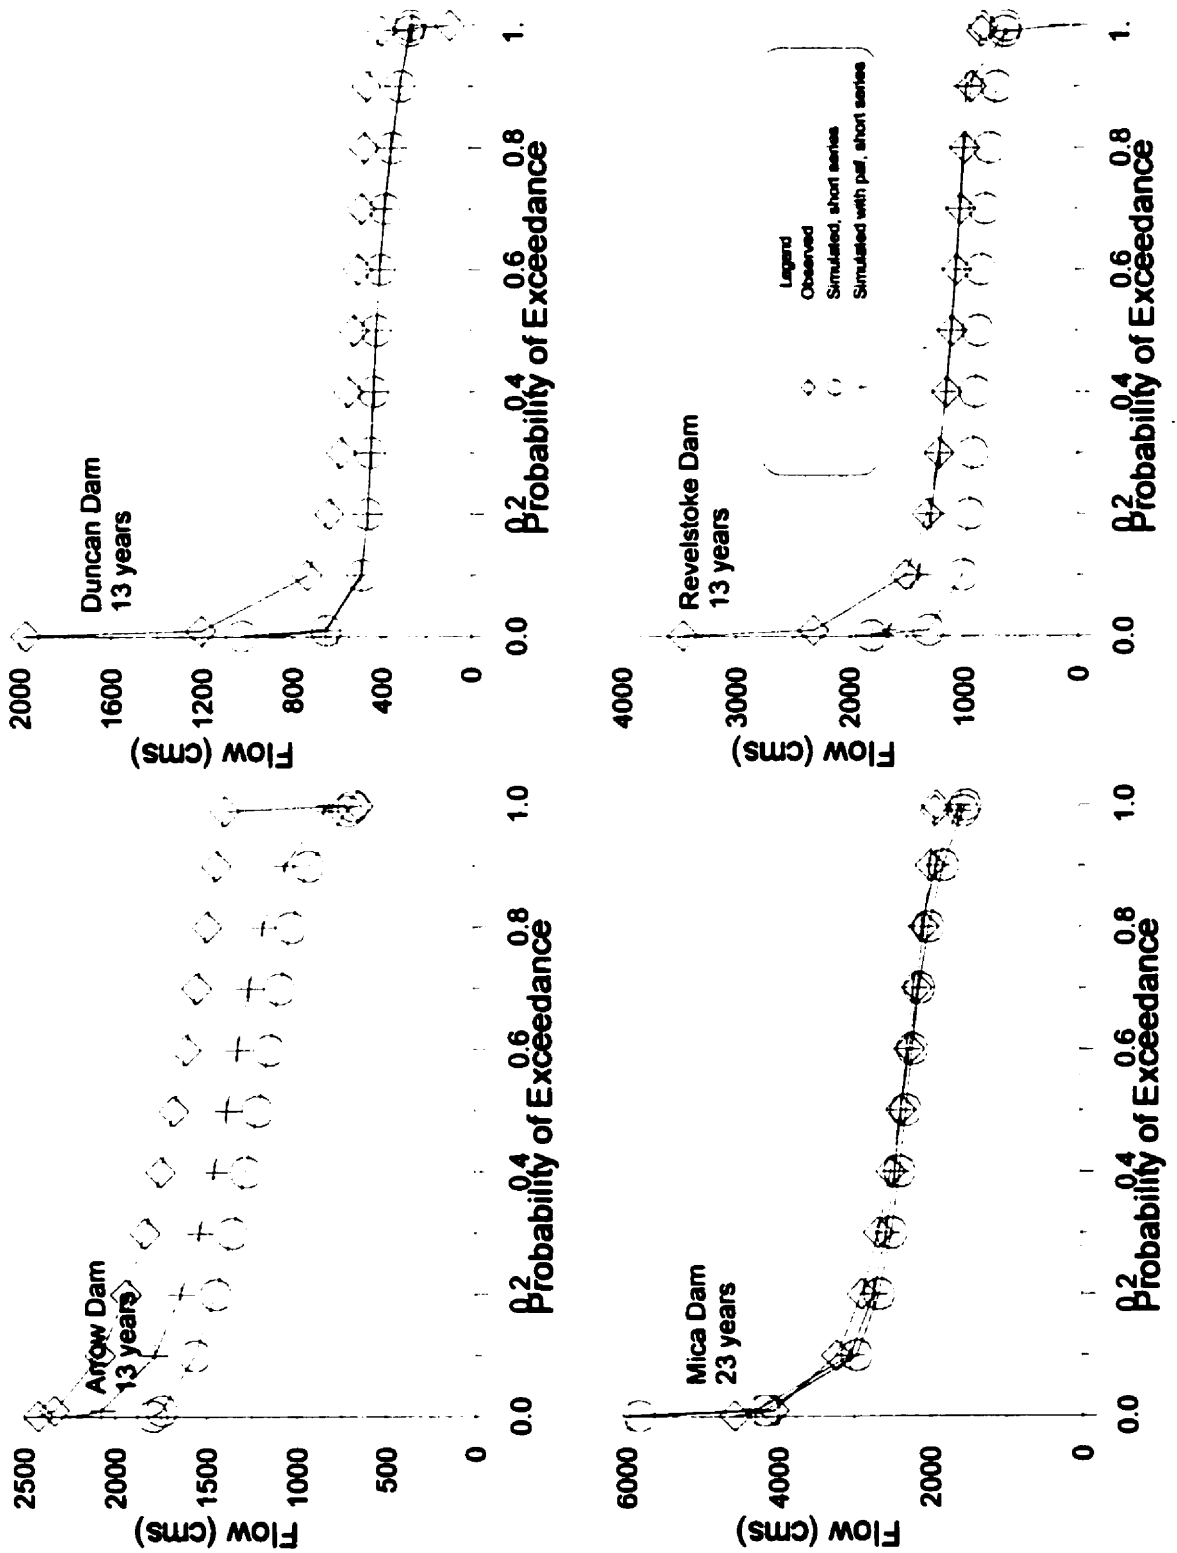 Arrow Dam
13 years
Flow (cms)
2500
2000
1500
1000
500
0
0.0
0.2
0.4
0.6
0.8
1.0
Probability of Exceedance
Duncan Dam
13 years
Flow (cms)
2000
1600
1200
800
400
0
0.0
0.2
0.4
0.6
0.8
1.
Probability of Exceedance
Mica Dam
23 years
Flow (cms)
6000
4000
2000
0
0.0
0.2
0.4
0.6
0.8
1.0
Probability of Exceedance
Revelstoke Dam
13 years
Flow (cms)
4000
3000
2000
1000
0
0.0
0.2
0.4
0.6
0.8
1.
Probability of Exceedance
Legend
Observed
Simulated, short series
Simulated with paf, short series